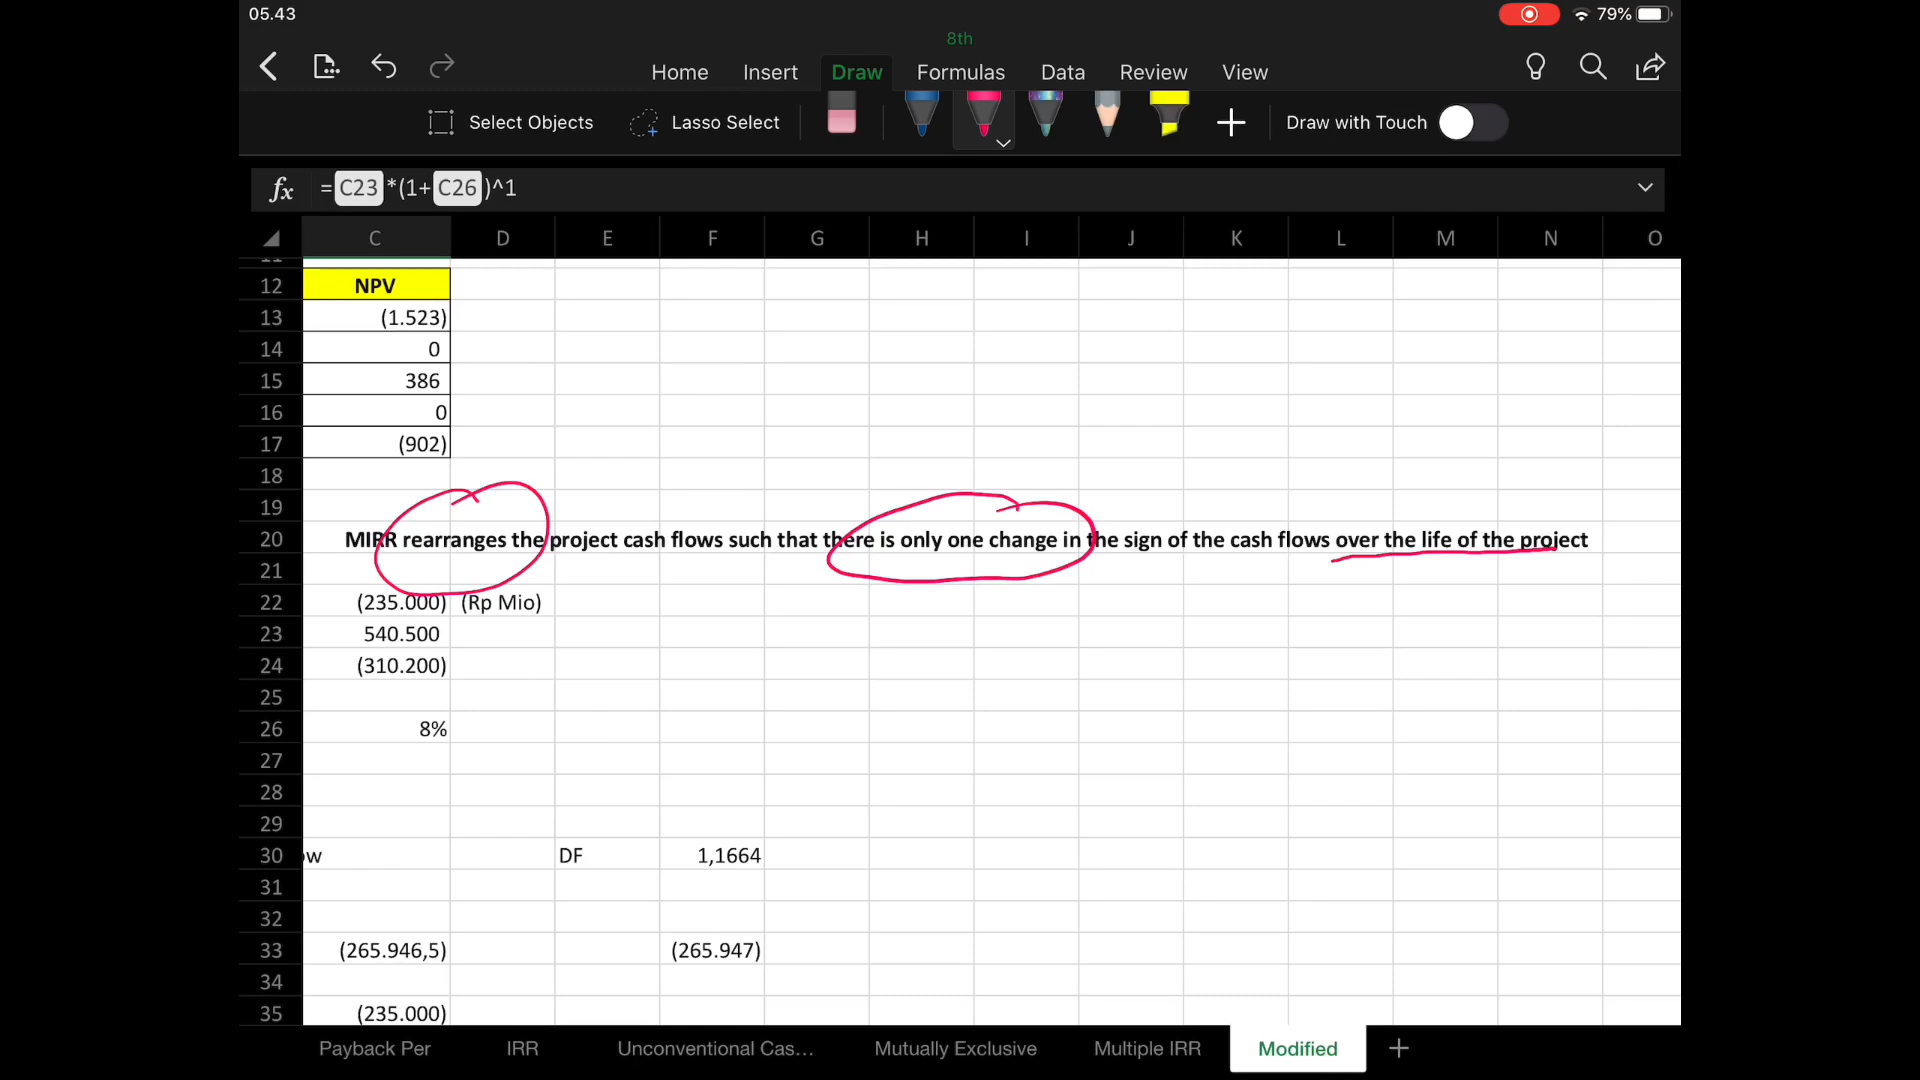 05.43
79%
8th
Home Insert Draw Formulas Data Review View
Select Objects Lasso Select Draw with Touch
fx =C23*(1+C26)^1
C D E F G H I J K L M N O
12 NPV
13 (1.523)
14 0
15 386
16 0
17 (902)
18
19
20 MIRR rearranges the project cash flows such that there is only one change in the sign of the cash flows over the life of the project
21
22 (235.000) (Rp Mio)
23 540.500
24 (310.200)
25
26 8%
27
28
29
30 ow DF 1,1664
31
32
33 (265.946,5) (265.947)
34
35 (235.000)
Payback Per IRR Unconventional Cas... Mutually Exclusive Multiple IRR Modified